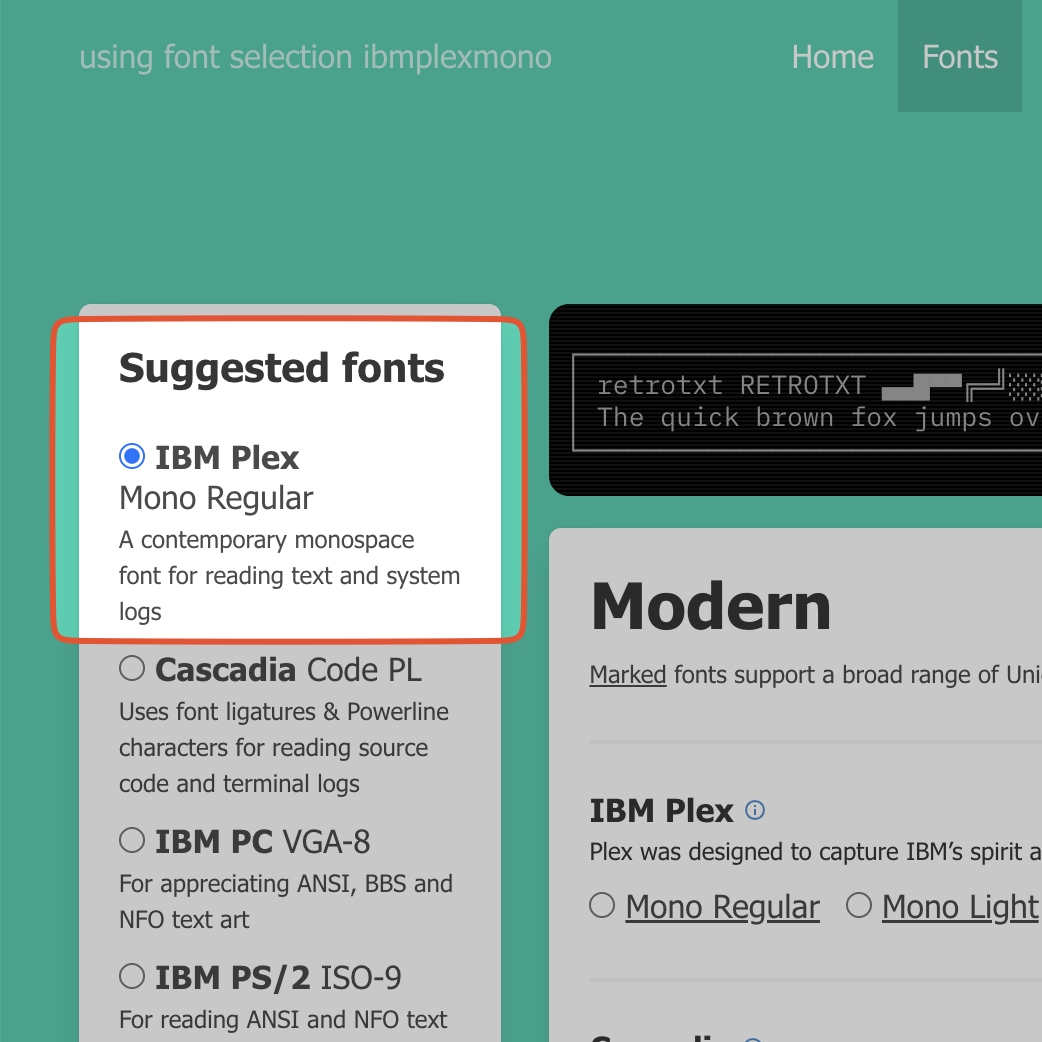 using font selection ibmplexmono
Home
Fonts
Suggested fonts
IBM Plex
Mono Regular
A contemporary monospace
font for reading text and system
logs
Cascadia Code PL
Uses font ligatures & Powerline
characters for reading source
code and terminal logs
IBM PC VGA-8
For appreciating ANSI, BBS and
NFO text art
IBM PS/2 ISO-9
For reading ANSI and NFO text
retrotxt RETROTXT ▄▄█▀▀╔═╝░░
The quick brown fox jumps ov
Modern
Marked fonts support a broad range of Uni
IBM Plex
Plex was designed to capture IBM’s spirit a
Mono Regular
Mono Light